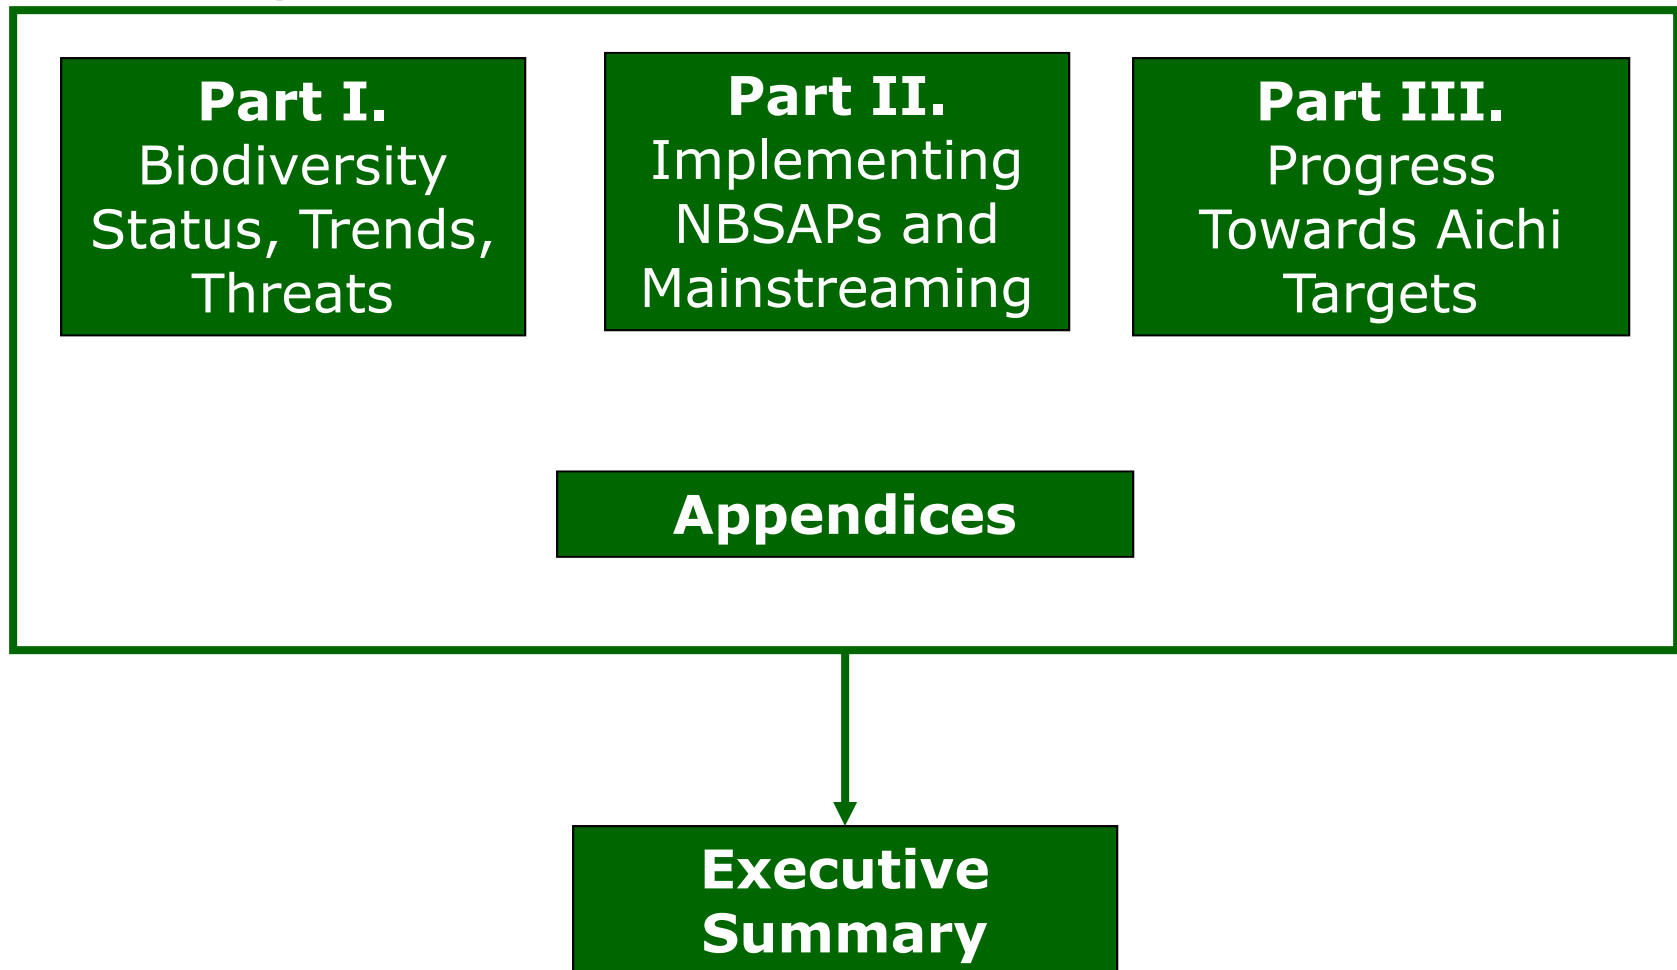 Part I.
Biodiversity
Status, Trends,
Threats
Part II.
Implementing
NBSAPs and
Mainstreaming
Part III.
Progress
Towards Aichi
Targets
Appendices
Executive
Summary